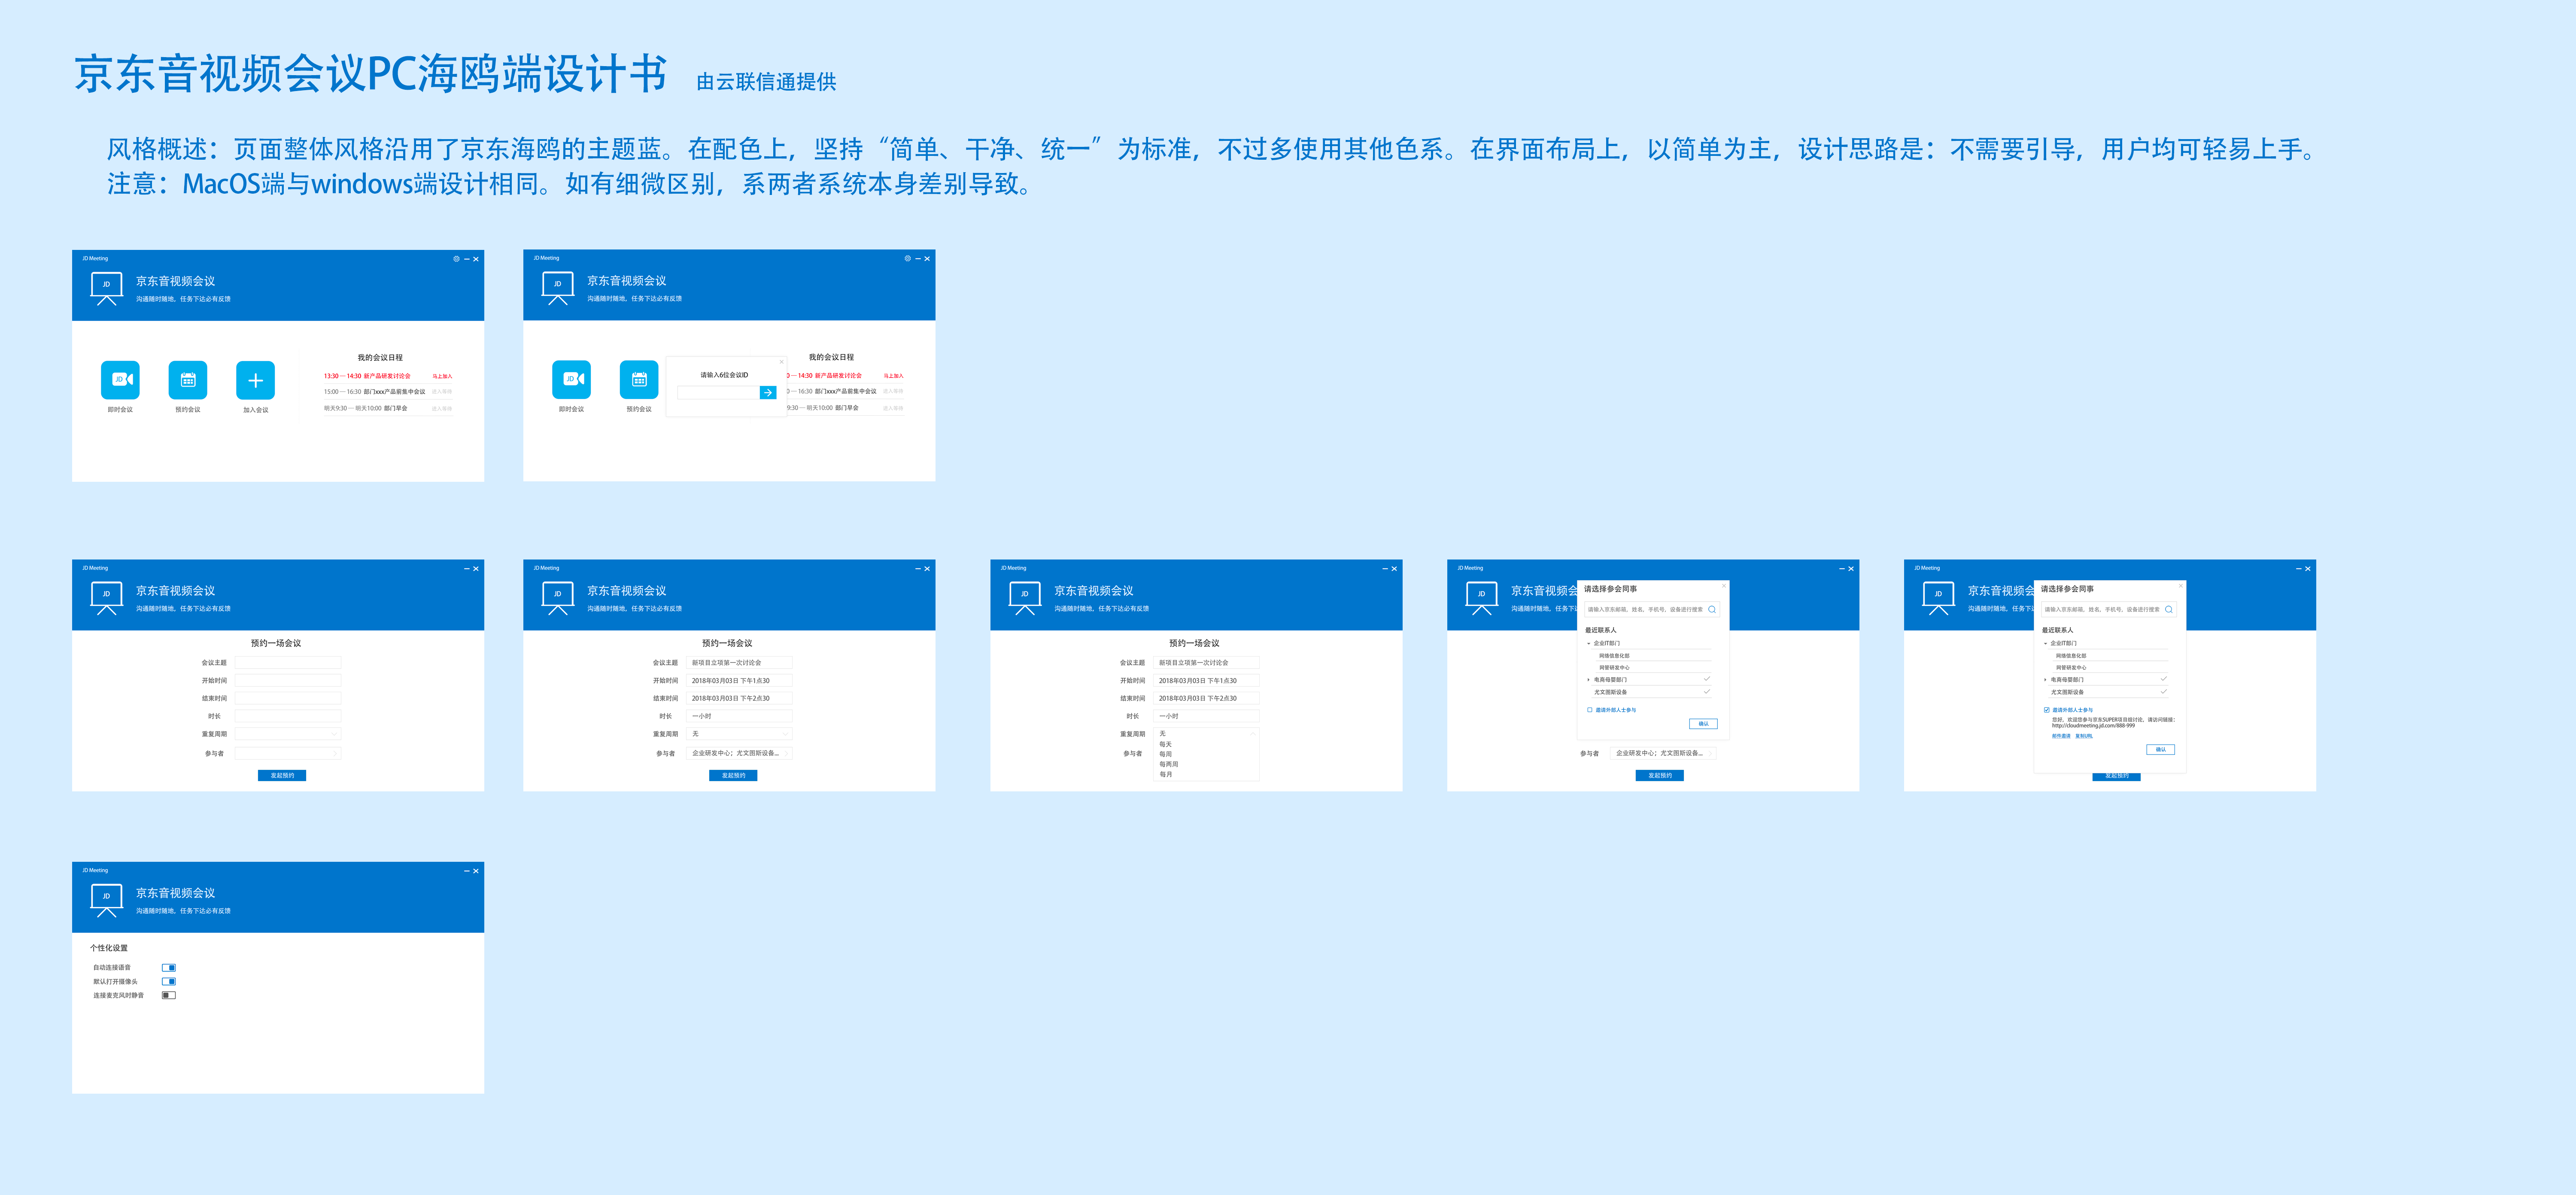 京东音视频会议PC海鸥端设计书 由云联信通提供
风格概述：页面整体风格沿用了京东海鸥的主题蓝。在配色上，坚持“简单、干净、统一”为标准，不过多使用其他色系。在界面布局上，以简单为主，设计思路是：不需要引导，用户均可轻易上手。
注意：MacOS端与windows端设计相同。如有细微区别，系两者系统本身差别导致。
JD Meeting
JD
京东音视频会议
沟通随时随地，任务下达必有反馈
我的会议日程
13:30 — 14:30 新产品研发讨论会 马上加入
15:00 — 16:30 部门xxx产品前集中会议 进入等待
明天9:30 — 明天10:00 部门早会 进入等待
JD
即时会议
预约会议
加入会议
JD Meeting
JD
京东音视频会议
沟通随时随地，任务下达必有反馈
我的会议日程
0 — 14:30 新产品研发讨论会 马上加入
0 — 16:30 部门xxx产品前集中会议 进入等待
9:30 — 明天10:00 部门早会 进入等待
JD
即时会议
预约会议
请输入6位会议ID
JD Meeting
JD
京东音视频会议
沟通随时随地，任务下达必有反馈
预约一场会议
会议主题
开始时间
结束时间
时长
重复周期
参与者
发起预约
JD Meeting
JD
京东音视频会议
沟通随时随地，任务下达必有反馈
预约一场会议
会议主题 新项目立项第一次讨论会
开始时间 2018年03月03日 下午1点30
结束时间 2018年03月03日 下午2点30
时长 一小时
重复周期 无
参与者 企业研发中心；尤文图斯设备...
发起预约
JD Meeting
JD
京东音视频会议
沟通随时随地，任务下达必有反馈
预约一场会议
会议主题 新项目立项第一次讨论会
开始时间 2018年03月03日 下午1点30
结束时间 2018年03月03日 下午2点30
时长 一小时
重复周期 无
每天
参与者 每周
每两周
每月
JD Meeting
JD
京东音视频会
沟通随时随地，任务下
请选择参会同事
请输入京东邮箱、姓名、手机号、设备进行搜索
最近联系人
企业IT部门
网络信息化部
网管研发中心
电商母婴部门
尤文图斯设备
邀请外部人士参与
确认
参与者 企业研发中心；尤文图斯设备...
发起预约
JD Meeting
JD
京东音视频会
沟通随时随地，任务下
请选择参会同事
请输入京东邮箱、姓名、手机号、设备进行搜索
最近联系人
企业IT部门
网络信息化部
网管研发中心
电商母婴部门
尤文图斯设备
邀请外部人士参与
您好，欢迎您参与京东SUPER项目组讨论，请访问链接：
http://cloudmeeting.jd.com/888-999
邮件邀请 复制URL
确认
发起预约
JD Meeting
JD
京东音视频会议
沟通随时随地，任务下达必有反馈
个性化设置
自动连接语音
默认打开摄像头
连接麦克风时静音